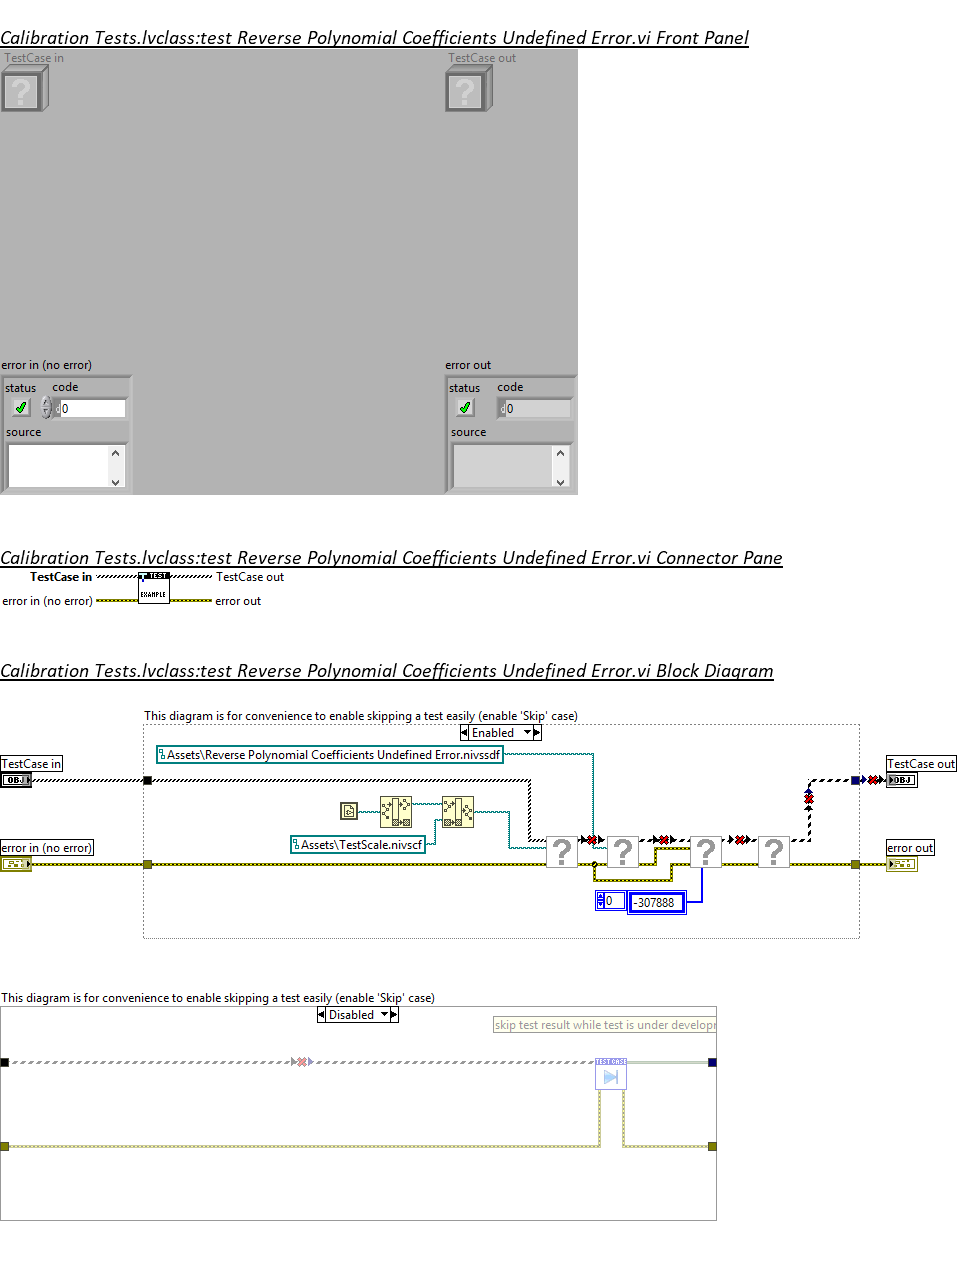 Calibration Tests.lvclass:test Reverse Polynomial Coefficients Undefined Error.vi Front Panel
TestCase in
TestCase out
?
?
error in (no error)
error out
status
code
status
code
d
0
d
0
source
source
Calibration Tests.lvclass:test Reverse Polynomial Coefficients Undefined Error.vi Connector Pane
TestCase in
TEST
TestCase out
error in (no error)
EXAMPLE
error out
Calibration Tests.lvclass:test Reverse Polynomial Coefficients Undefined Error.vi Block Diagram
This diagram is for convenience to enable skipping a test easily (enable 'Skip' case)
Enabled
Assets\Reverse Polynomial Coefficients Undefined Error.nivssdf
TestCase in
TestCase out
OBJ
OBJ
Assets\TestScale.nivscf
error in (no error)
error out
? ? ? ?
0
-307888
This diagram is for convenience to enable skipping a test easily (enable 'Skip' case)
Disabled
skip test result while test is under developr
TEST CASE